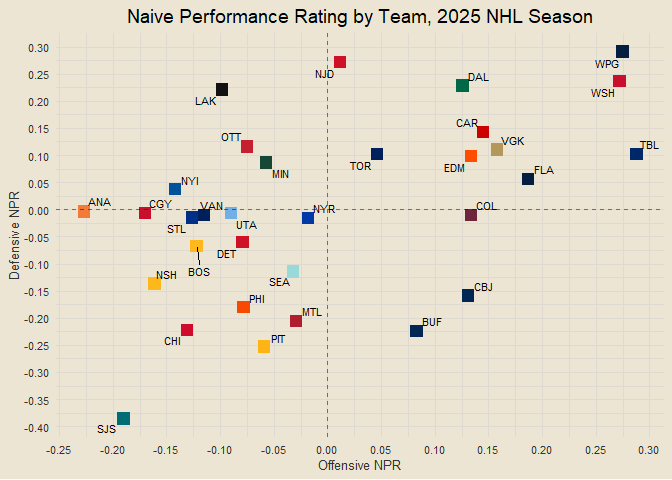 Naive Performance Rating by Team, 2025 NHL Season
0.30
WPG
NJD
0.25
DAL
WSH
LAK
0.20
0.15
OTT
CAR
VGK
TBL
0.10
TOR
EDM
MIN
FLA
0.05
NYI
ANA
CGY
VAN
NYR
COL
0.00
STL
UTA
-0.05
DET
BOS
-0.10
NSH
SEA
CBJ
-0.15
PHI
MTL
-0.20
BUF
CHI
PIT
-0.25
-0.30
-0.35
SJS
-0.40
Defensive NPR
-0.25 -0.20 -0.15 -0.10 -0.05 0.00 0.05 0.10 0.15 0.20 0.25 0.30
Offensive NPR